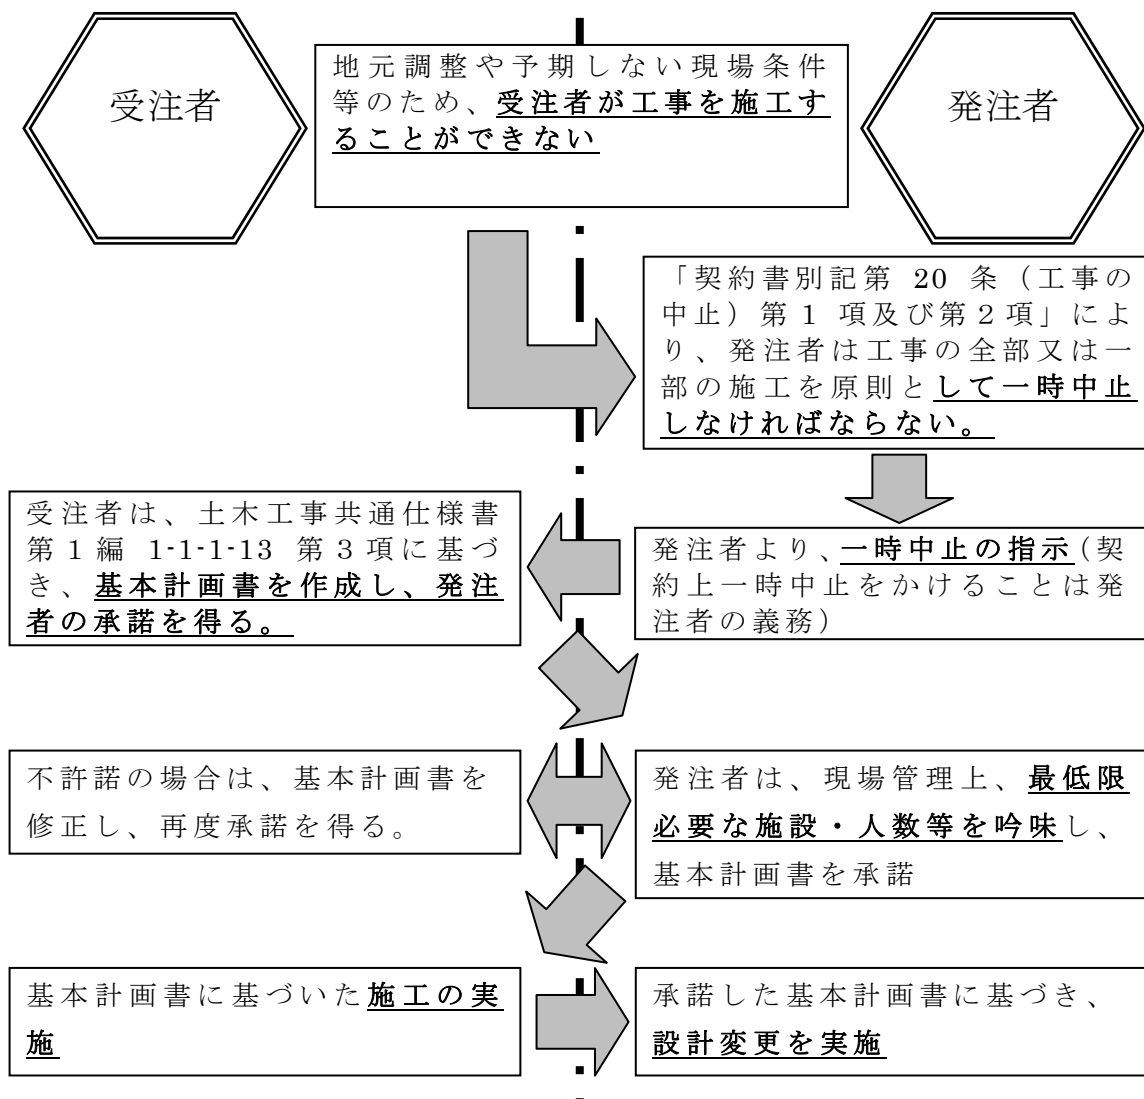 受注者
地元調整や予期しない現場条件
等のため、受注者が工事を施工す
ることができない
発注者
「契約書別記第 20 条（工事の
中止）第１ 項及び第２項」によ
り、発注者は工事の全部又は一
部の施工を原則として一時中止
しなければならない。
受注者は、土木工事共通仕様書
第１編 1-1-1-13 第３項に基づ
き、基本計画書を作成し、発注
者の承諾を得る。
発注者より、一時中止の指示（契
約上一時中止をかけることは発
注者の義務）
不許諾の場合は、基本計画書を
修正し、再度承諾を得る。
発注者は、現場管理上、最低限
必要な施設・人数等を吟味し、
基本計画書を承諾
基本計画書に基づいた施工の実
施
承諾した基本計画書に基づき、
設計変更を実施